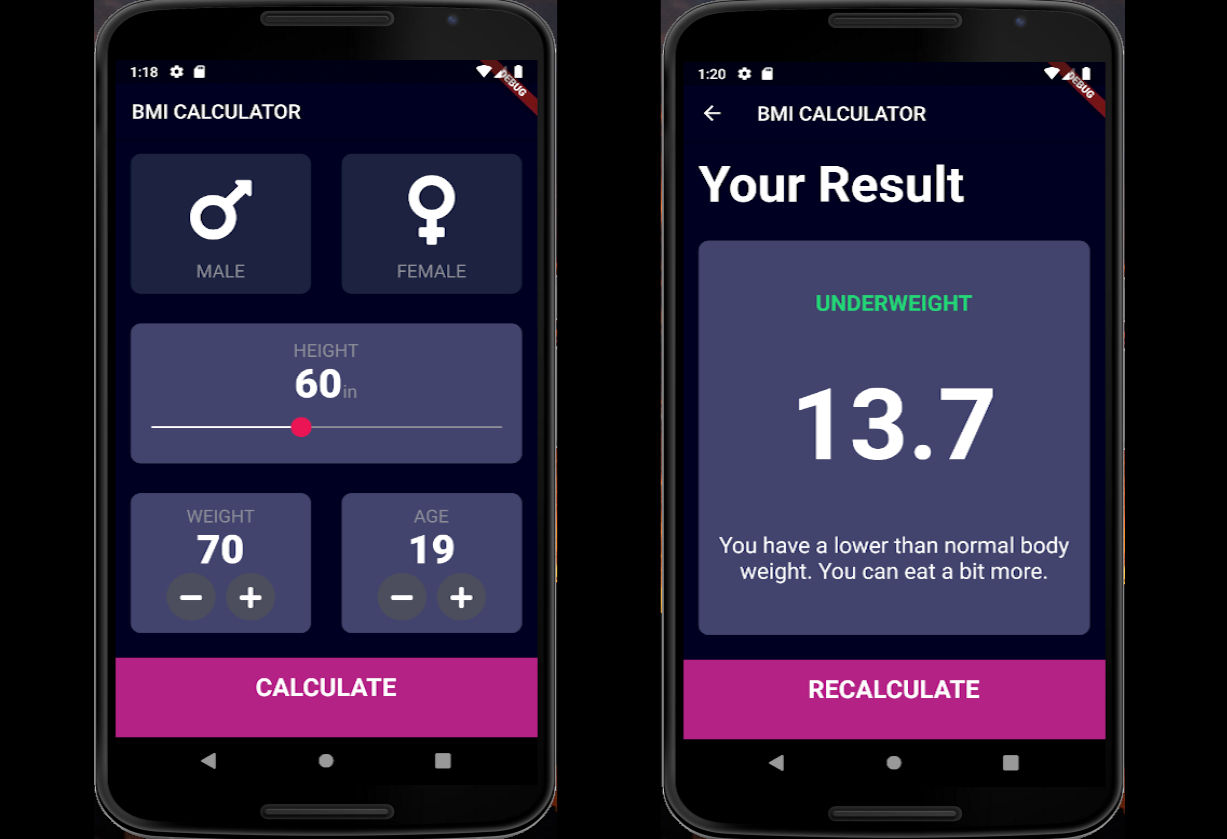 1:18
DEBUG
BMI CALCULATOR
MALE
FEMALE
HEIGHT
60in
WEIGHT
70
AGE
19
CALCULATE
1:20
DEBUG
BMI CALCULATOR
Your Result
UNDERWEIGHT
13.7
You have a lower than normal body
weight. You can eat a bit more.
RECALCULATE